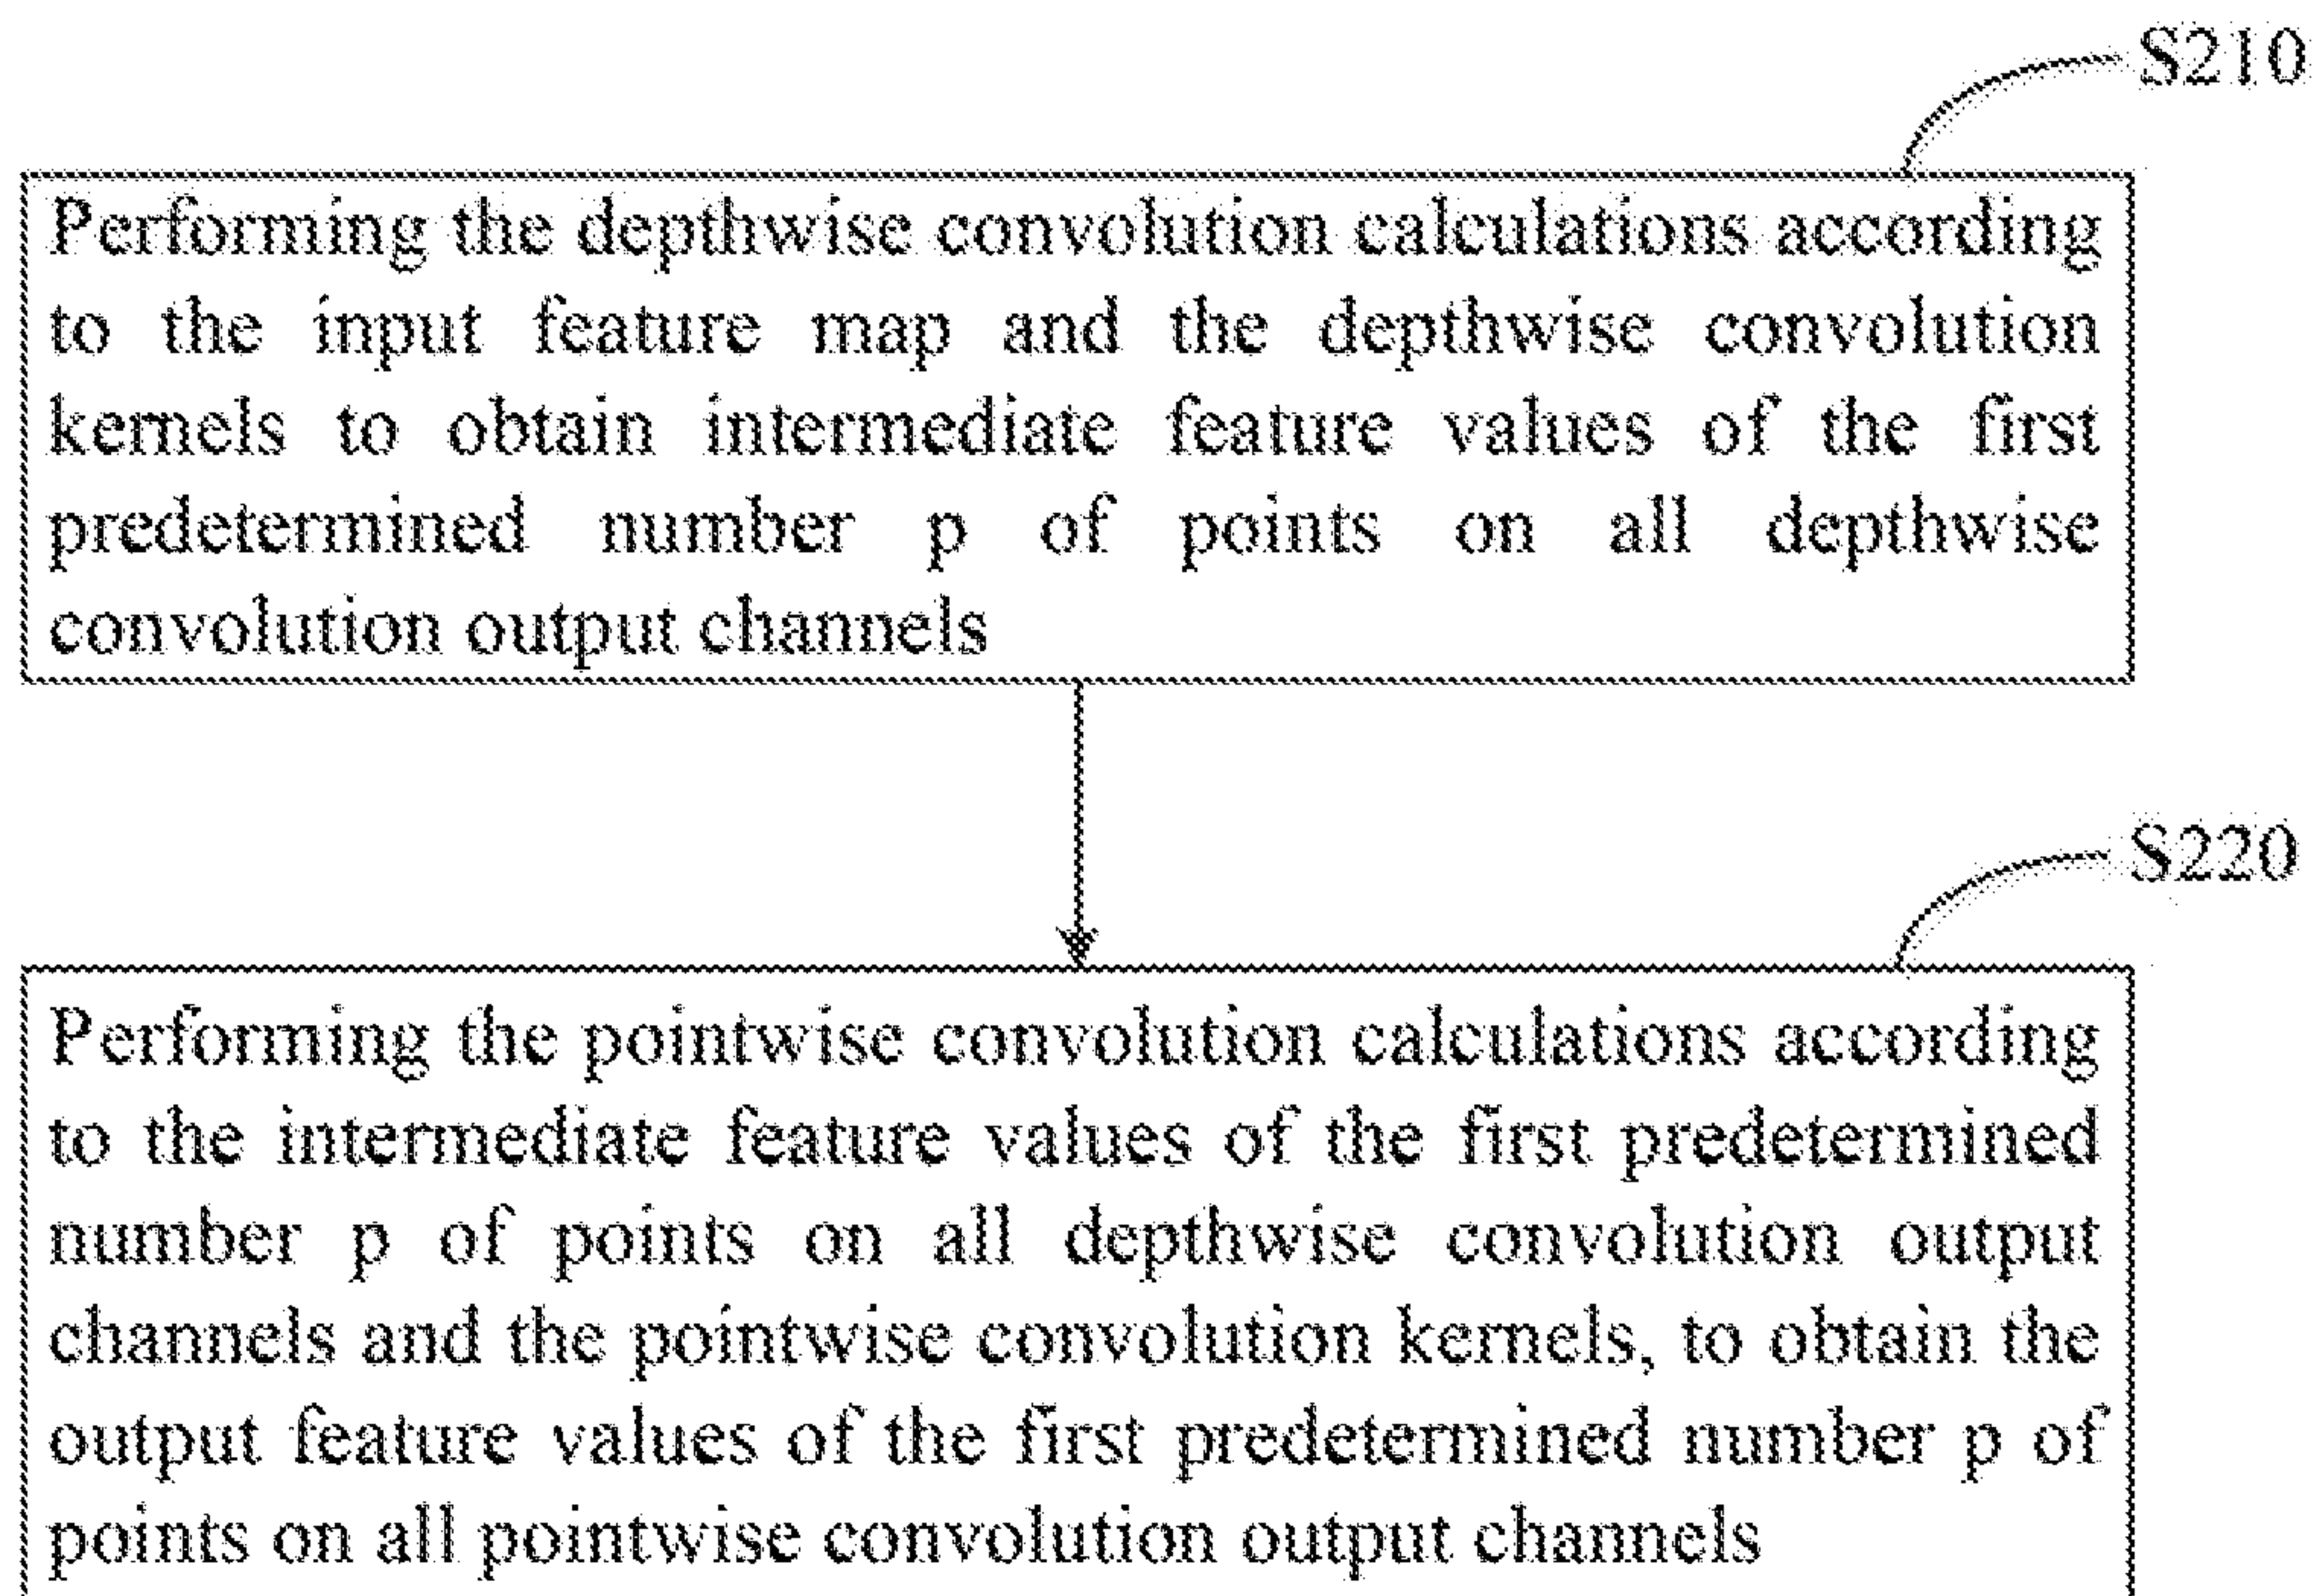 S210
Performing the depthwise convolution calculations according
to the input feature map and the depthwise convolution
kernels to obtain intermediate feature values of the first
predetermined number p of points on all depthwise
convolution output channels
S220
Performing the pointwise convolution calculations according
to the intermediate feature values of the first predetermined
number p of points on all depthwise convolution output
channels and the pointwise convolution kernels, to obtain the
output feature values of the first predetermined number p of
points on all pointwise convolution output channels